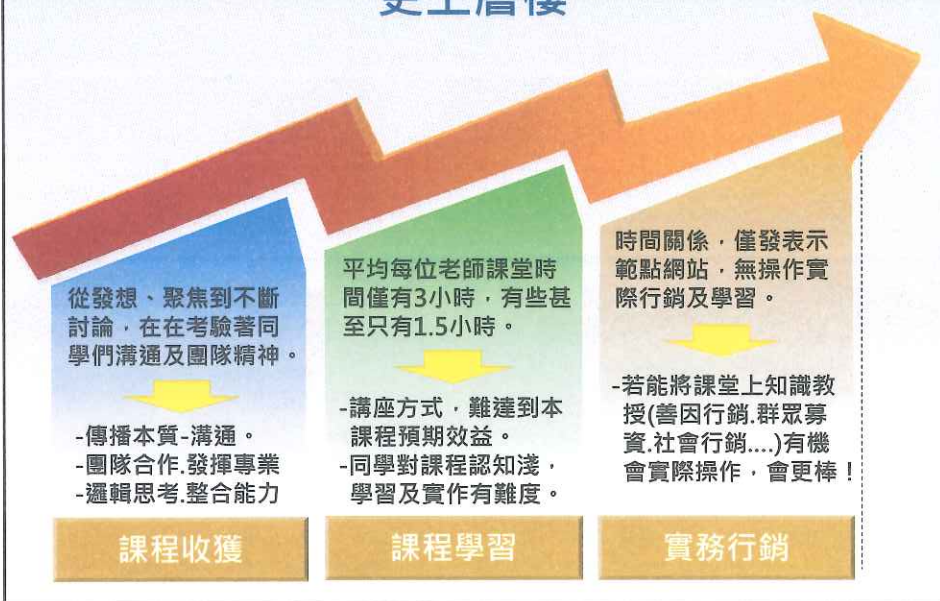 更上層樓
從發想、聚焦到不斷
討論，在在考驗著同
學們溝通及團隊精神。
-傳播本質-溝通。
-團隊合作.發揮專業
-邏輯思考.整合能力
課程收獲
平均每位老師課堂時
間僅有3小時，有些甚
至只有1.5小時。
-講座方式，難達到本
課程預期效益。
-同學對課程認知淺，
學習及實作有難度。
課程學習
時間關係，僅發表示
範點網站，無操作實
際行銷及學習。
-若能將課堂上知識教
授(善因行銷.群眾募
資.社會行銷....)有機
會實際操作，會更棒！
實務行銷